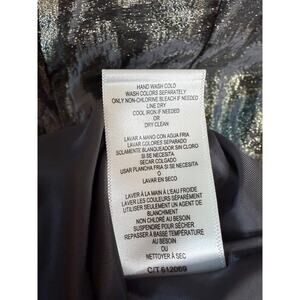 HAND WASH COLD
WASH COLORS SEPARATELY
ONLY NON-CHLORINE BLEACH IF NEEDED
LINE DRY
COOL IRON IF NEEDED
OR
DRY CLEAN
LAVAR A MANO CON AGUA FRIA
LAVAR COLORES SEPARADO
SOLAMENTE BLANQUEADOR SIN CLORO
SI SE NECESITA
SECAR COLGADO
USAR PLANCHA FRIA SI SE NECESITA
O
LAVAR EN SECO
LAVER À LA MAIN À L'EAU FROIDE
LAVER LES COULEURS SÉPARÉMENT
UTILISER SEULEMENT UN AGENT DE
BLANCHIMENT
NON CHLORÉ AU BESOIN
SUSPENDRE POUR SÉCHER
REPASSER À BASSE TEMPÉRATURE
AU BESOIN
OU
NETTOYER À SEC
C/T 612069